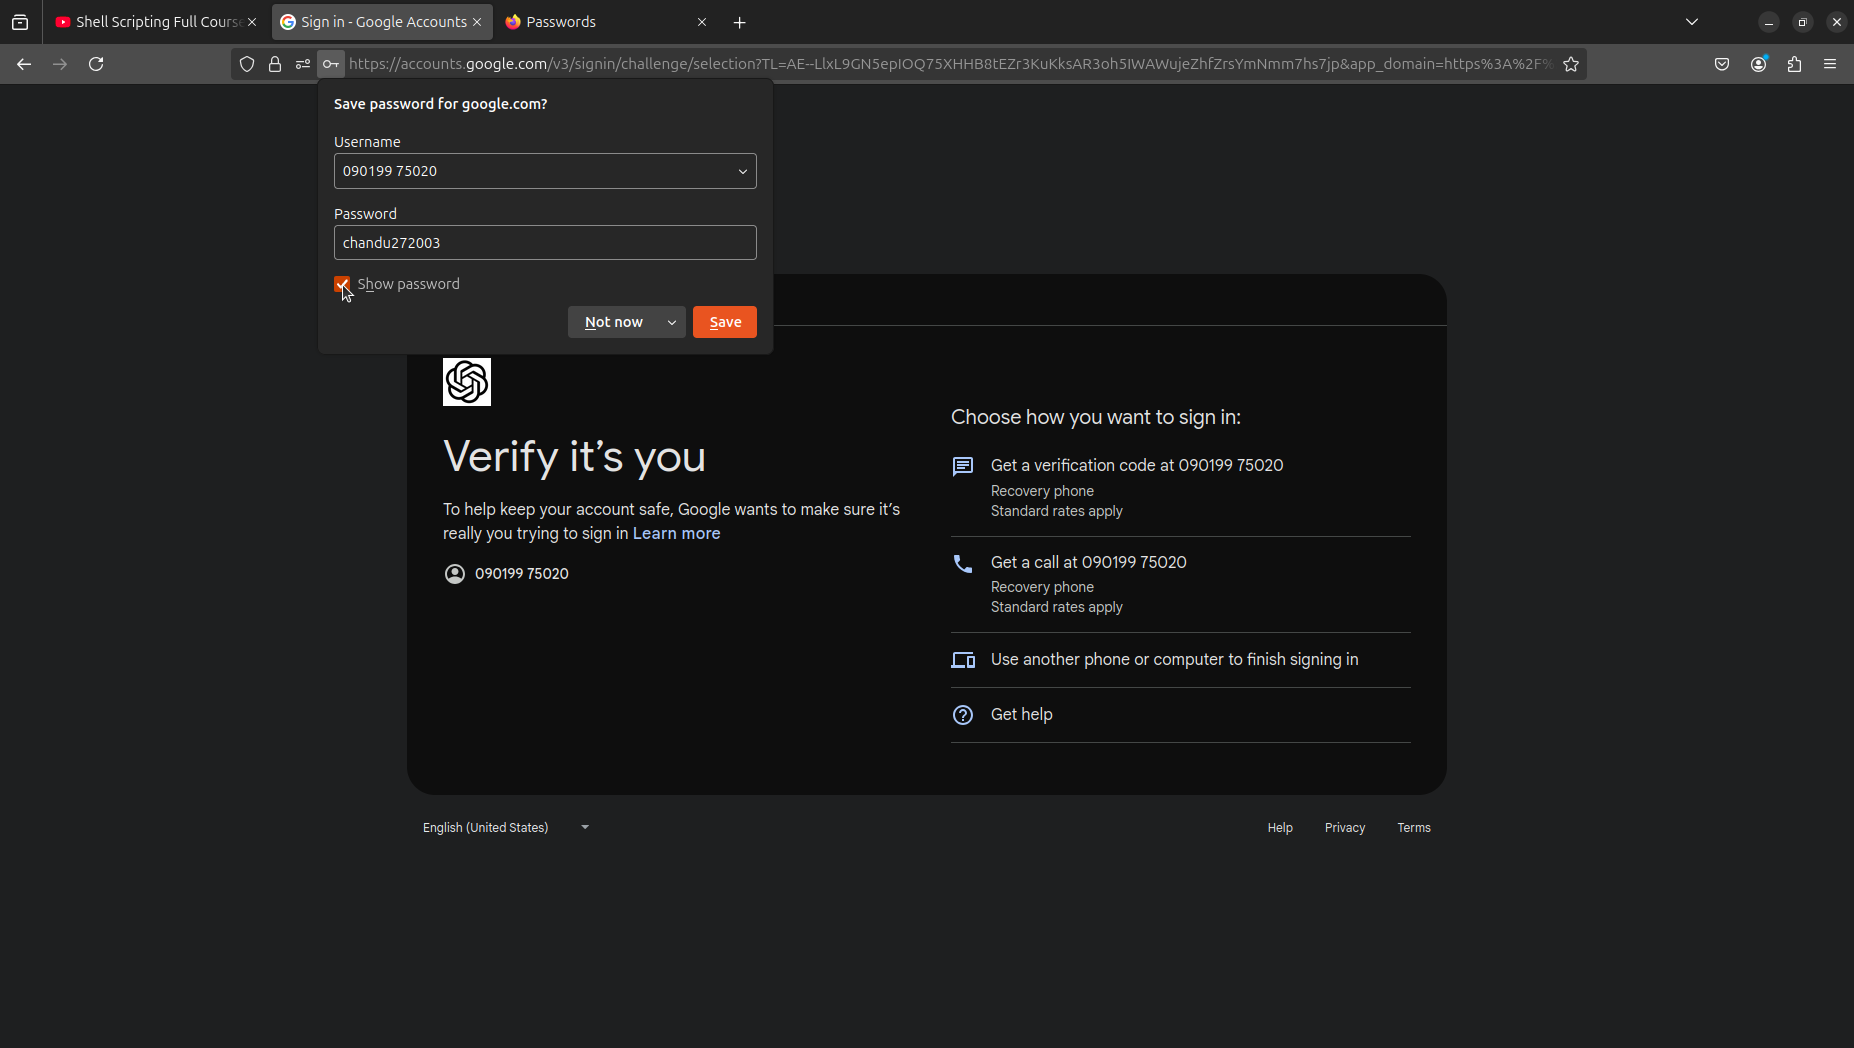 Shell Scripting Full Course
Sign in - Google Accounts
Passwords
https://accounts.google.com/v3/signin/challenge/selection?TL=AE--LlxL9GN5epIOQ75XHHB8tEZr3KuKksAR3oh5IWAWujeZhfZrsYmNmm7hs7jp&app_domain=https%3A%2F%
Save password for google.com?
Username
090199 75020
Password
chandu272003
Show password
Not now
Save
Verify it’s you
To help keep your account safe, Google wants to make sure it’s
really you trying to sign in Learn more
090199 75020
Choose how you want to sign in:
Get a verification code at 090199 75020
Recovery phone
Standard rates apply
Get a call at 090199 75020
Recovery phone
Standard rates apply
Use another phone or computer to finish signing in
Get help
English (United States)
Help
Privacy
Terms